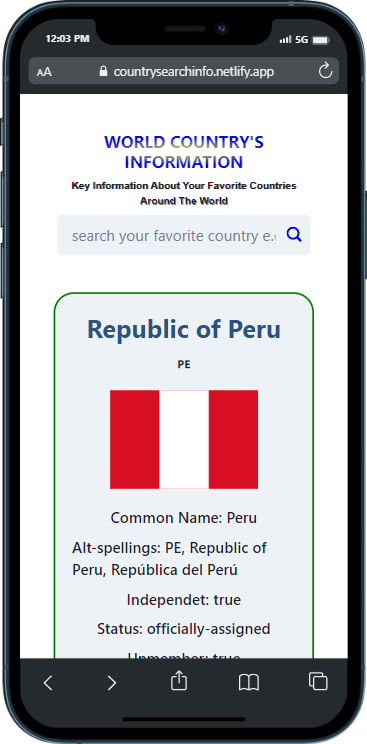 12:03 PM
5G
AA
countrysearchinfo.netlify.app
WORLD COUNTRY'S
INFORMATION
Key Information About Your Favorite Countries
Around The World
search your favorite country e.
Republic of Peru
PE
Common Name: Peru
Alt-spellings: PE, Republic of
Peru, República del Perú
Independet: true
Status: officially-assigned
Unmember: true